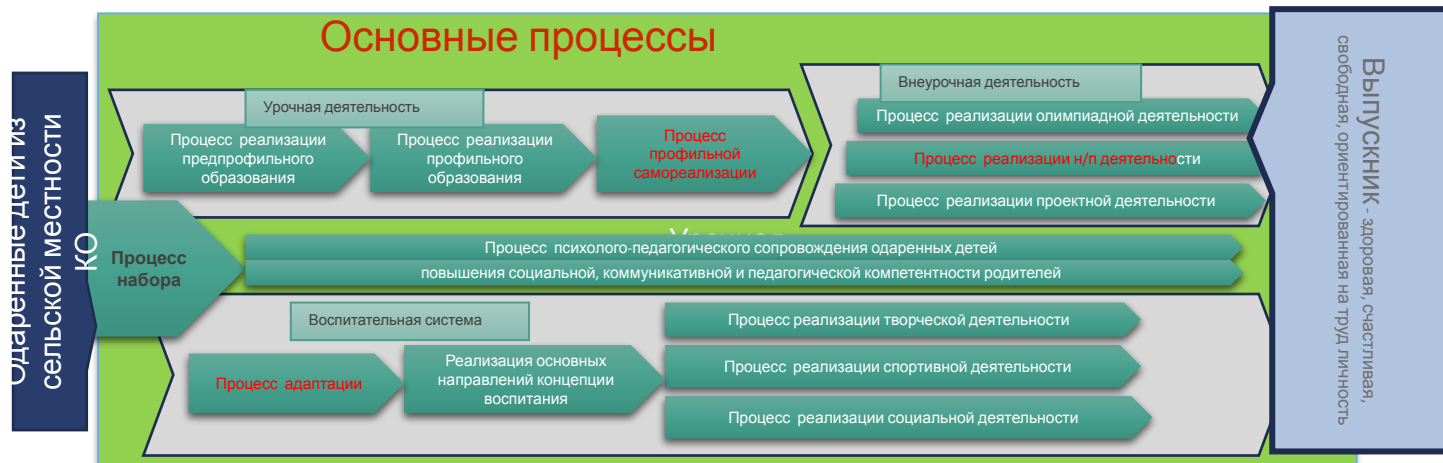 Основные процессы
Одаренные дети из
сельской местности
КО
Урочная деятельность
Процесс реализации
предпрофильного
образования
Процесс реализации
профильного
образования
Процесс
профильной
самореализации
Внеурочная деятельность
Процесс реализации олимпиадной деятельности
Процесс реализации н/п деятельности
Процесс реализации проектной деятельности
Процесс
набора
Процесс психолого-педагогического сопровождения одаренных детей
повышения социальной, коммуникативной и педагогической компетентности родителей
Воспитательная система
Процесс адаптации
Реализация основных
направлений концепции
воспитания
Процесс реализации творческой деятельности
Процесс реализации спортивной деятельности
Процесс реализации социальной деятельности
Выпускник - здоровая, счастливая,
свободная, ориентированная на труд личность